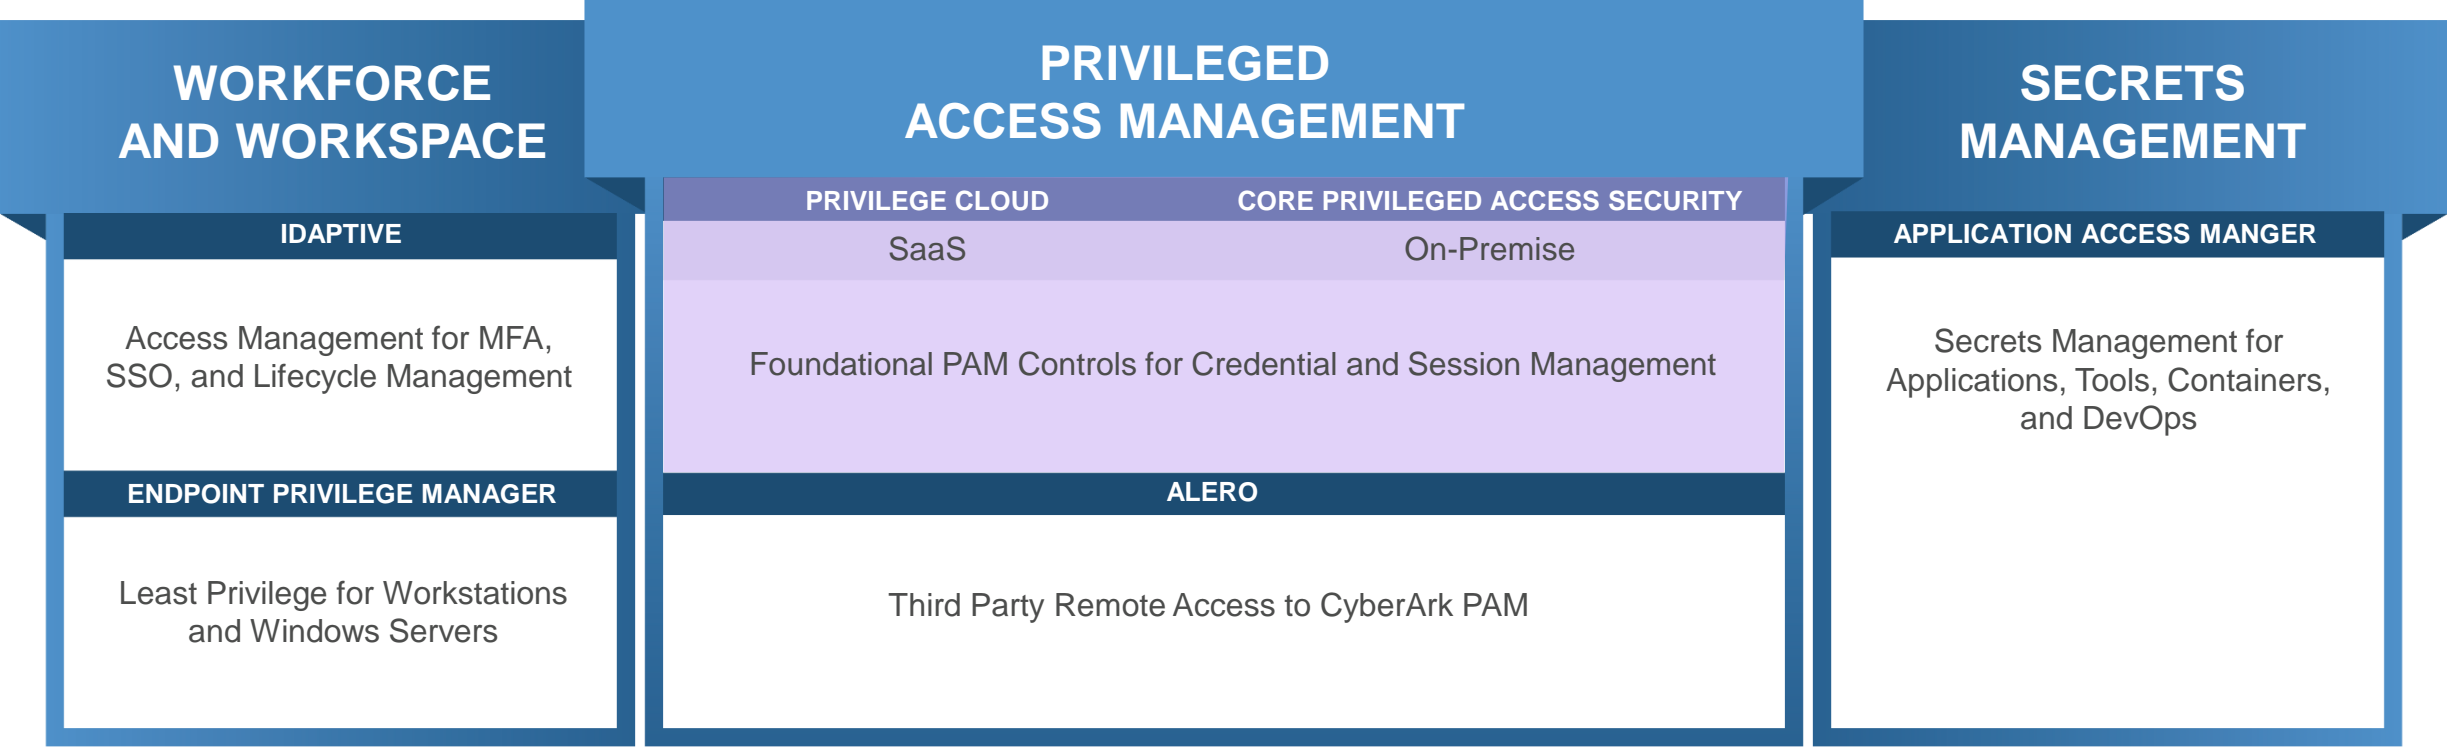 WORKFORCE
AND WORKSPACE
IDAPTIVE
Access Management for MFA,
SSO, and Lifecycle Management
ENDPOINT PRIVILEGE MANAGER
Least Privilege for Workstations
and Windows Servers
PRIVILEGED
ACCESS MANAGEMENT
PRIVILEGE CLOUD
CORE PRIVILEGED ACCESS SECURITY
SaaS
On-Premise
Foundational PAM Controls for Credential and Session Management
ALERO
Third Party Remote Access to CyberArk PAM
SECRETS
MANAGEMENT
APPLICATION ACCESS MANGER
Secrets Management for
Applications, Tools, Containers,
and DevOps